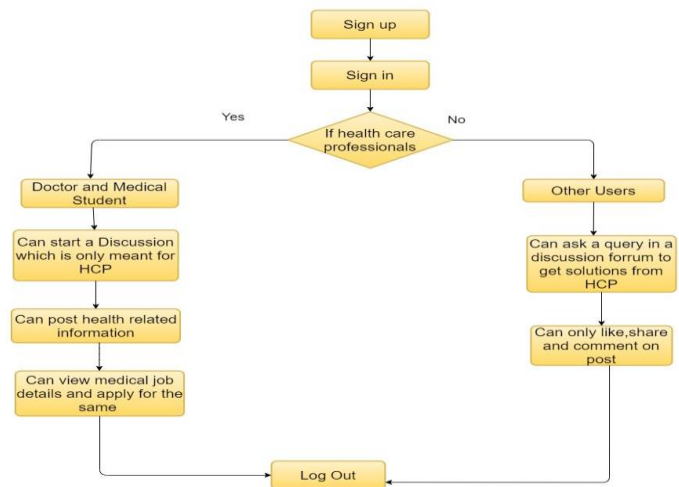 Sign up
Sign in
Yes
No
If health care
professionals
Doctor and Medical
Student
Can start a Discussion
which is only meant for
HCP
Can post health related
information
Can view medical job
details and apply for the
same
Other Users
Can ask a query in a
discussion forrum to
get solutions from
HCP
Can only like,share
and comment on
post
Log Out